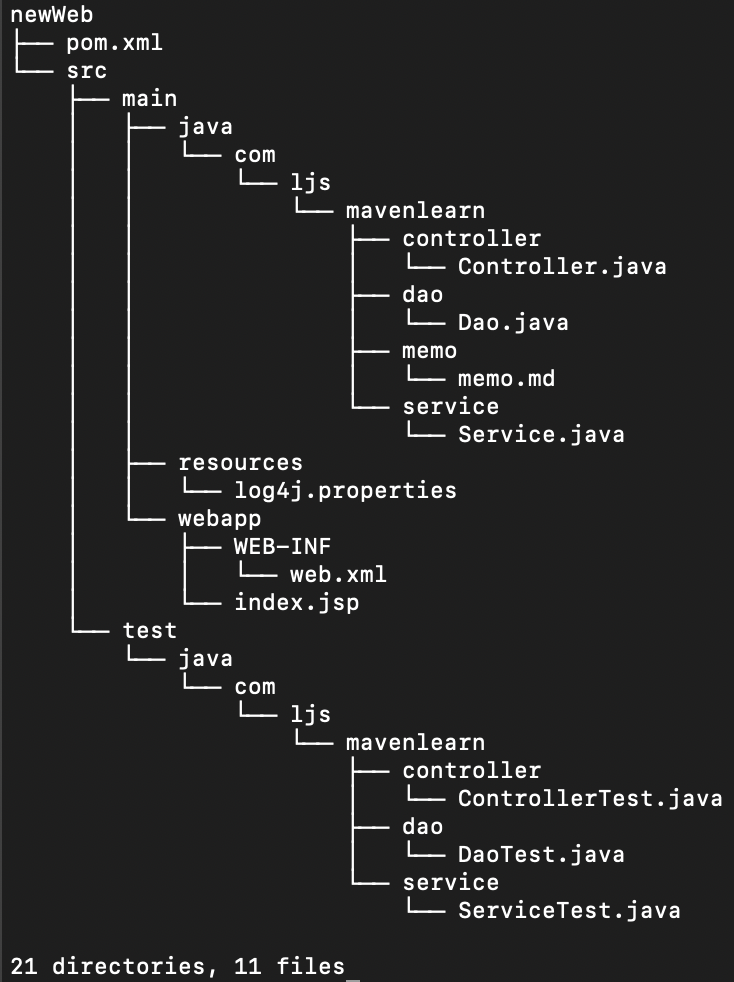 newWeb
├── pom.xml
└── src
    ├── main
    │   ├── java
    │   │   └── com
    │   │       └── ljs
    │   │           └── mavenlearn
    │   │               ├── controller
    │   │               │   └── Controller.java
    │   │               ├── dao
    │   │               │   └── Dao.java
    │   │               ├── memo
    │   │               │   └── memo.md
    │   │               └── service
    │   │                   └── Service.java
    │   ├── resources
    │   │   └── log4j.properties
    │   └── webapp
    │       ├── WEB-INF
    │       │   └── web.xml
    │       └── index.jsp
    └── test
        └── java
            └── com
                └── ljs
                    └── mavenlearn
                        ├── controller
                        │   └── ControllerTest.java
                        ├── dao
                        │   └── DaoTest.java
                        └── service
                            └── ServiceTest.java
21 directories, 11 files